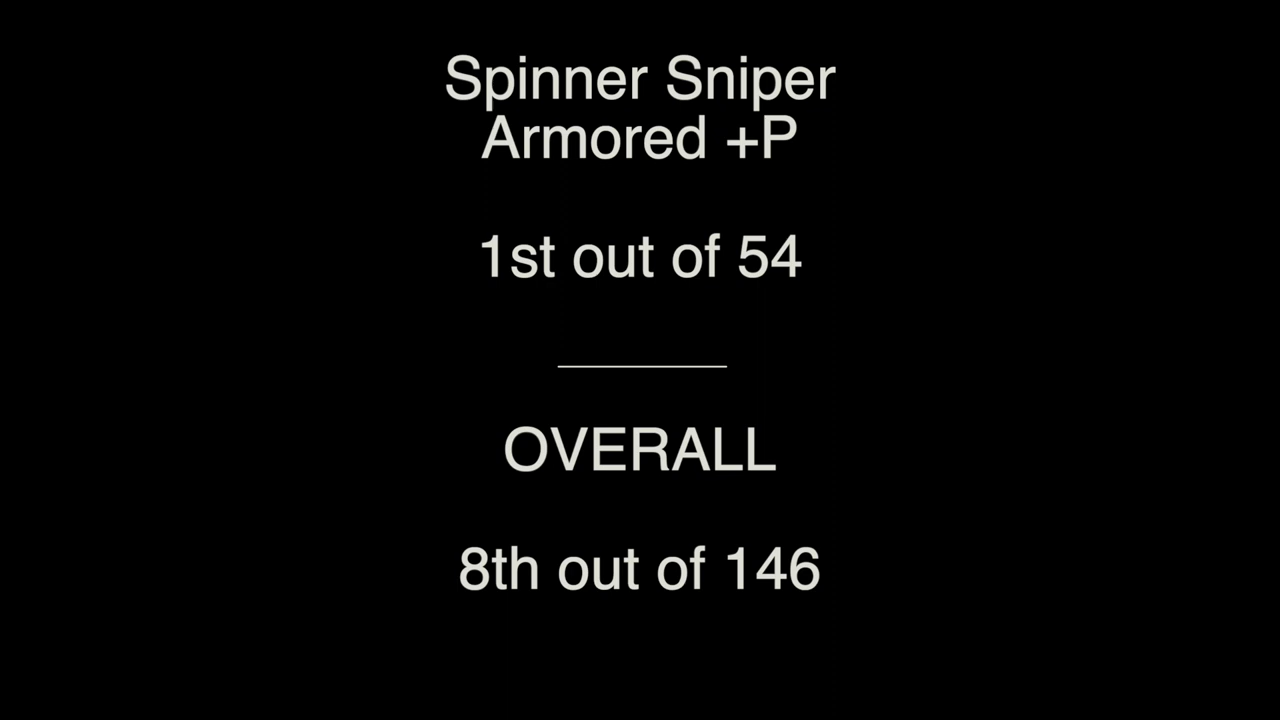 Spinner Sniper
Armored +P
1st out of 54
OVERALL
8th out of 146